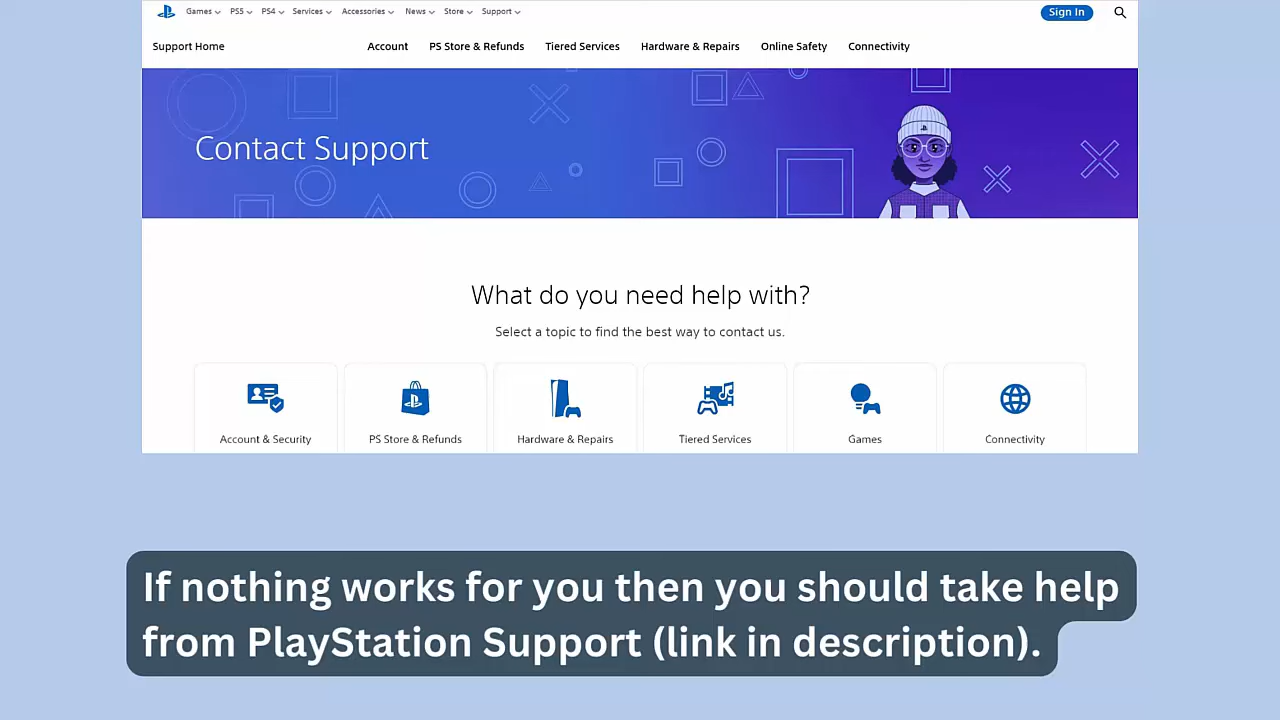 Games PS5 PS4 Services Accessories News Store Support Sign In
Support Home Account PS Store & Refunds Tiered Services Hardware & Repairs Online Safety Connectivity
Contact Support
What do you need help with?
Select a topic to find the best way to contact us.
Account & Security PS Store & Refunds Hardware & Repairs Tiered Services Games Connectivity
If nothing works for you then you should take help
from PlayStation Support (link in description).